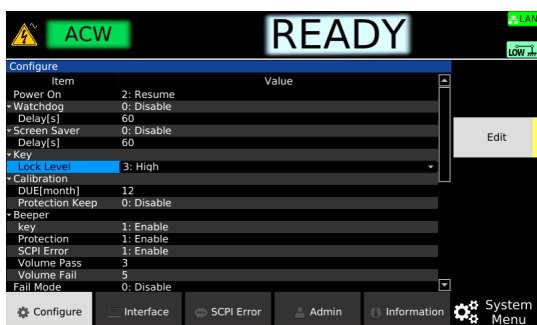 ACW
READY
LAN
LOW
Configure
Item Value
Power On 2: Resume
Watchdog 0: Disable
Delay[s] 60
Screen Saver 0: Disable
Delay[s] 60
Key
Lock Level 3: High
Calibration
DUE[month] 12
Protection Keep 0: Disable
Beeper
key 1: Enable
Protection 1: Enable
SCPI Error 1: Enable
Volume Pass 3
Volume Fail 5
Fail Mode 0: Disable
Edit
Configure Interface SCPI Error Admin Information
System
Menu